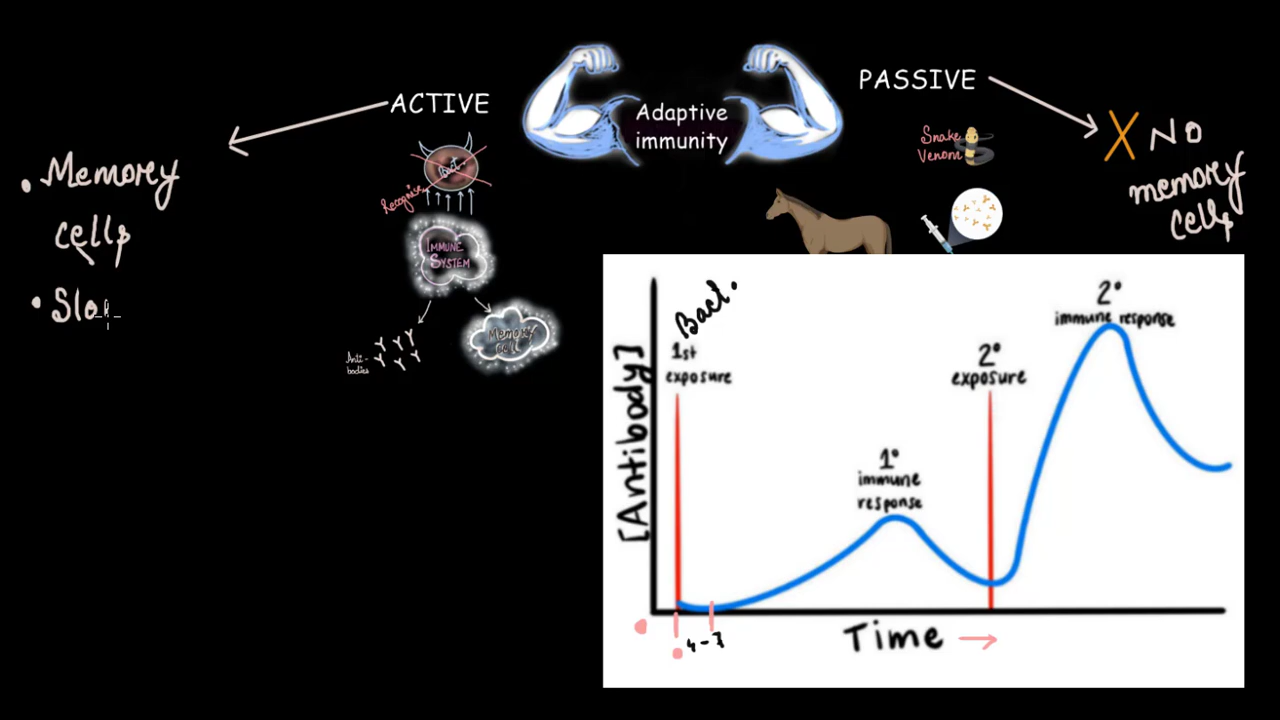 ACTIVE
Adaptive
immunity
PASSIVE
Memory
cells
Slo
Bact.
Recognise
IMMUNE
SYSTEM
Anti-
bodies
Memory
cell
Snake
Venom
X NO
memory
cells
Bact.
1st
exposure
2°
exposure
2°
immune response
1°
immune
response
[Antibody]
4-7
Time